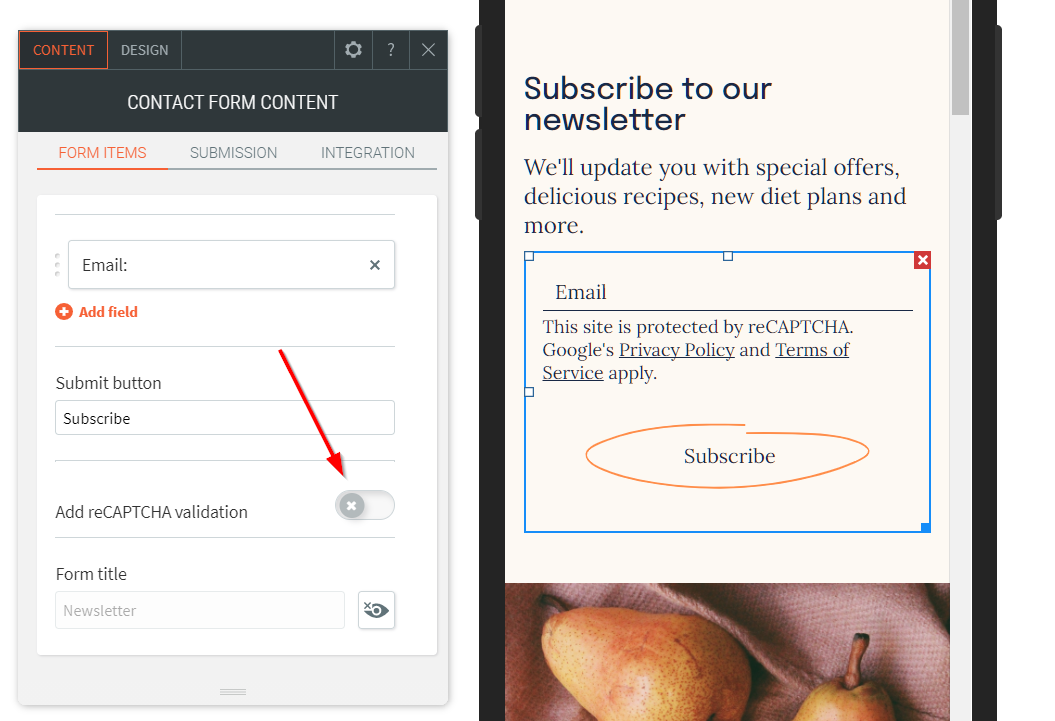 CONTENT DESIGN ?
CONTACT FORM CONTENT
FORM ITEMS SUBMISSION INTEGRATION
Email:
Add field
Submit button
Subscribe
Add reCAPTCHA validation
Form title
Newsletter
Subscribe to our
newsletter
We'll update you with special offers,
delicious recipes, new diet plans and
more.
Email
This site is protected by reCAPTCHA.
Google's Privacy Policy and Terms of
Service apply.
Subscribe